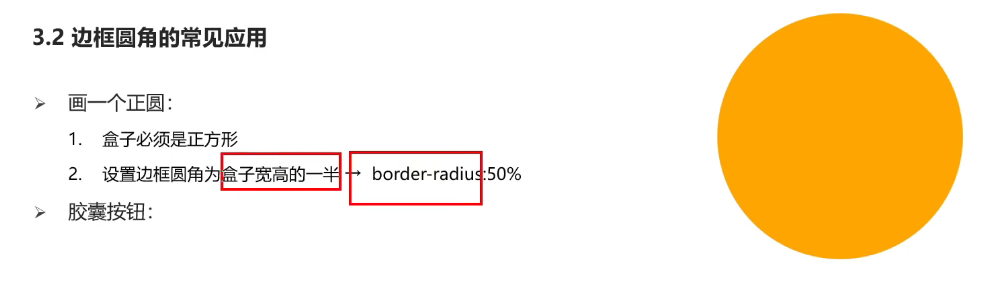 3.2 边框圆角的常见应用
➢ 画一个正圆：
1. 盒子必须是正方形
2. 设置边框圆角为盒子宽高的一半 → border-radius:50%
➢ 胶囊按钮：